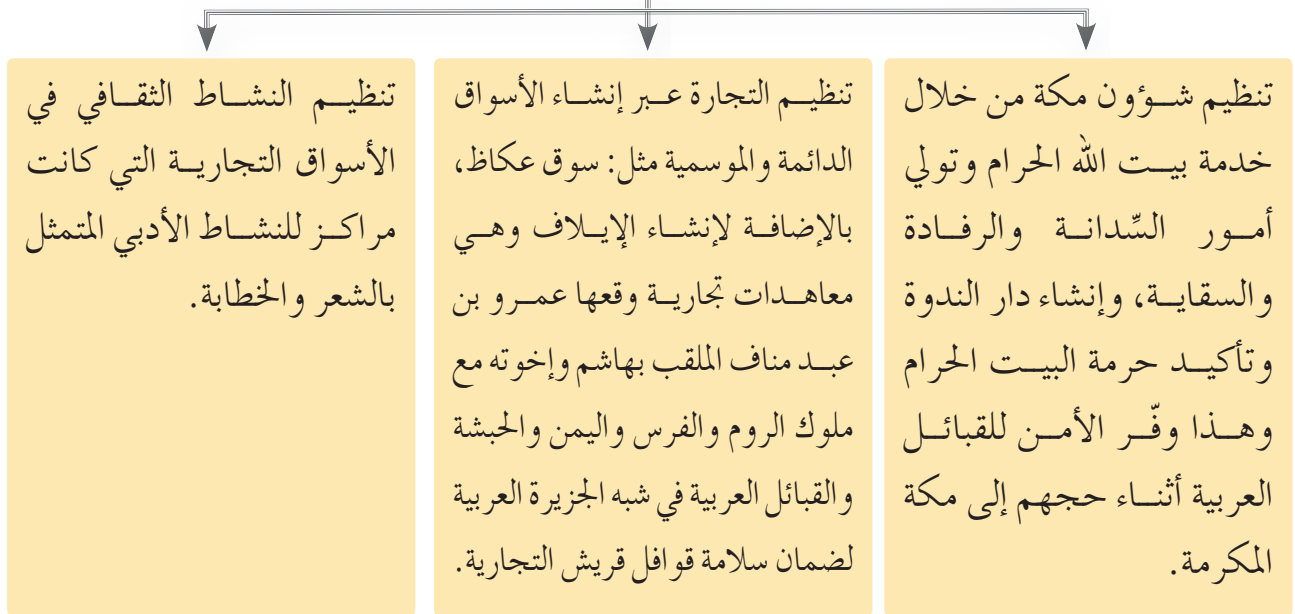 تنظيم شؤون مكة من خلال
خدمة بيت الله الحرام وتولي
أمور السِّدانة والرفادة
والسقاية، وإنشاء دار الندوة
وتأكيد حرمة البيت الحرام
وهذا وفّر الأمن للقبائل
العربية أثناء حجهم إلى مكة
المكرمة.
تنظيم التجارة عبر إنشاء الأسواق
الدائمة والموسمية مثل: سوق عكاظ،
بالإضافة لإنشاء الإيلاف وهي
معاهدات تجارية وقعها عمرو بن
عبد مناف الملقب بهاشم وإخوته مع
ملوك الروم والفرس واليمن والحبشة
والقبائل العربية في شبه الجزيرة العربية
لضمان سلامة قوافل قريش التجارية.
تنظيم النشاط الثقافي في
الأسواق التجارية التي كانت
مراكز للنشاط الأدبي المتمثل
بالشعر والخطابة.